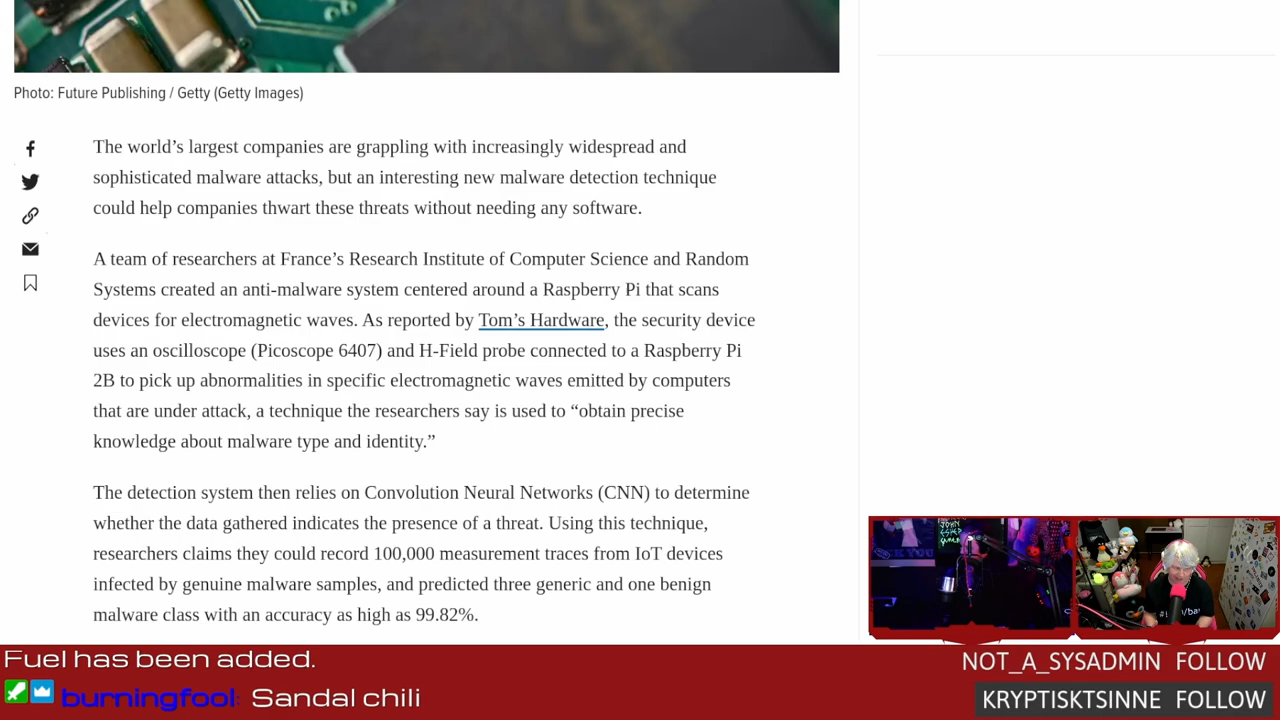 Photo: Future Publishing / Getty (Getty Images)
The world’s largest companies are grappling with increasingly widespread and
sophisticated malware attacks, but an interesting new malware detection technique
could help companies thwart these threats without needing any software.
A team of researchers at France’s Research Institute of Computer Science and Random
Systems created an anti-malware system centered around a Raspberry Pi that scans
devices for electromagnetic waves. As reported by Tom’s Hardware, the security device
uses an oscilloscope (Picoscope 6407) and H-Field probe connected to a Raspberry Pi
2B to pick up abnormalities in specific electromagnetic waves emitted by computers
that are under attack, a technique the researchers say is used to “obtain precise
knowledge about malware type and identity.”
The detection system then relies on Convolution Neural Networks (CNN) to determine
whether the data gathered indicates the presence of a threat. Using this technique,
researchers claims they could record 100,000 measurement traces from IoT devices
infected by genuine malware samples, and predicted three generic and one benign
malware class with an accuracy as high as 99.82%.
Fuel has been added.
burningfool: Sandal chili
NOT_A_SYSADMIN FOLLOW
KRYPTISKTSINNE FOLLOW